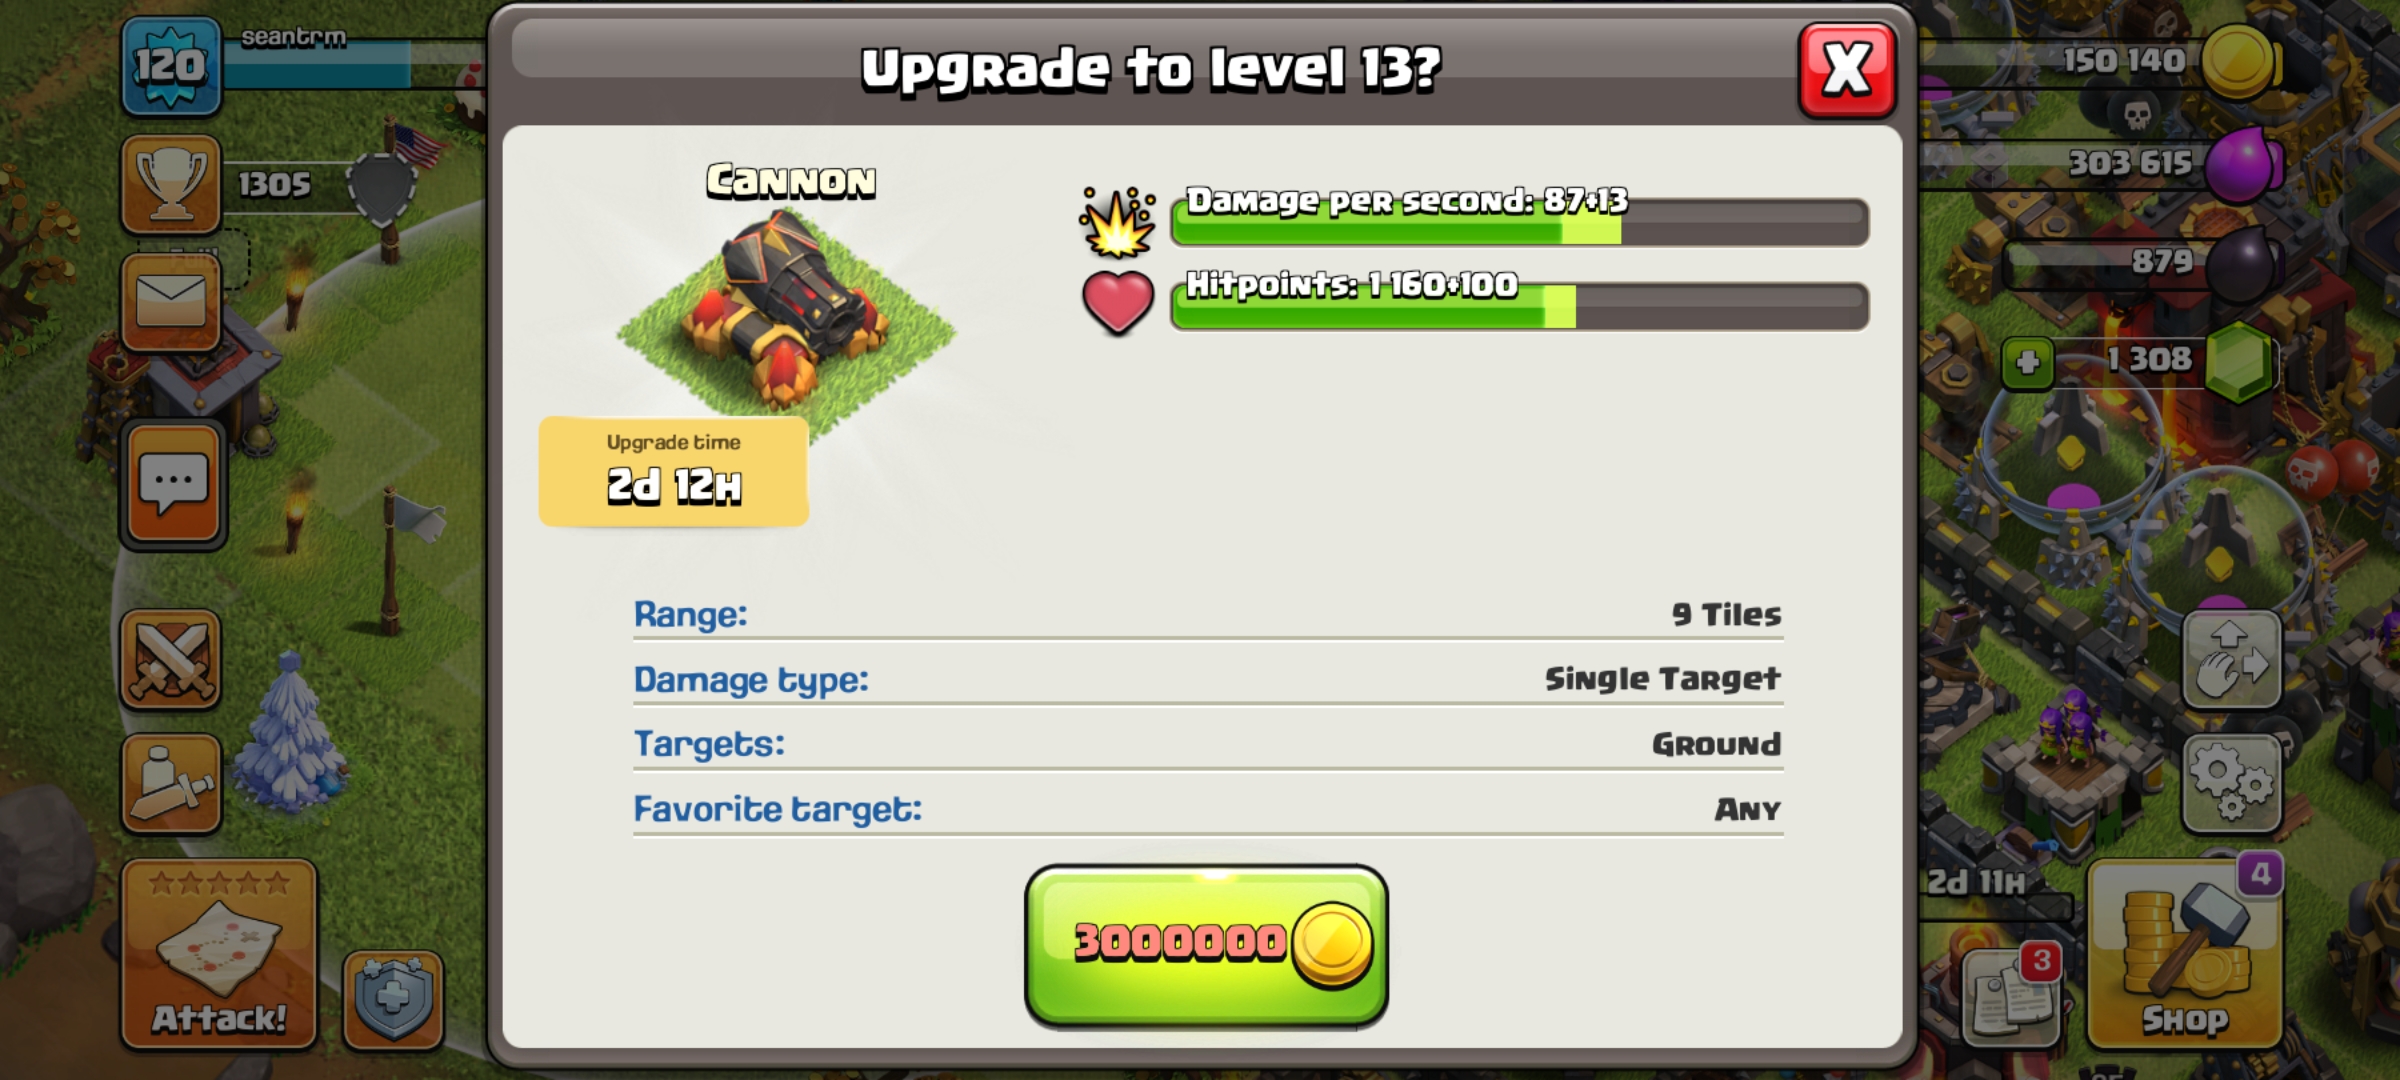 120
seantrm
Upgrade to level 13?
X
150 140
1305
303 615
879
1 308
Cannon
Damage per second: 87+13
Hitpoints: 1 160+100
Upgrade time
2d 12H
Range:
9 Tiles
Damage type:
Single Target
Targets:
Ground
Favorite target:
Any
3000000
Attack!
2d 11H
4
3
Shop